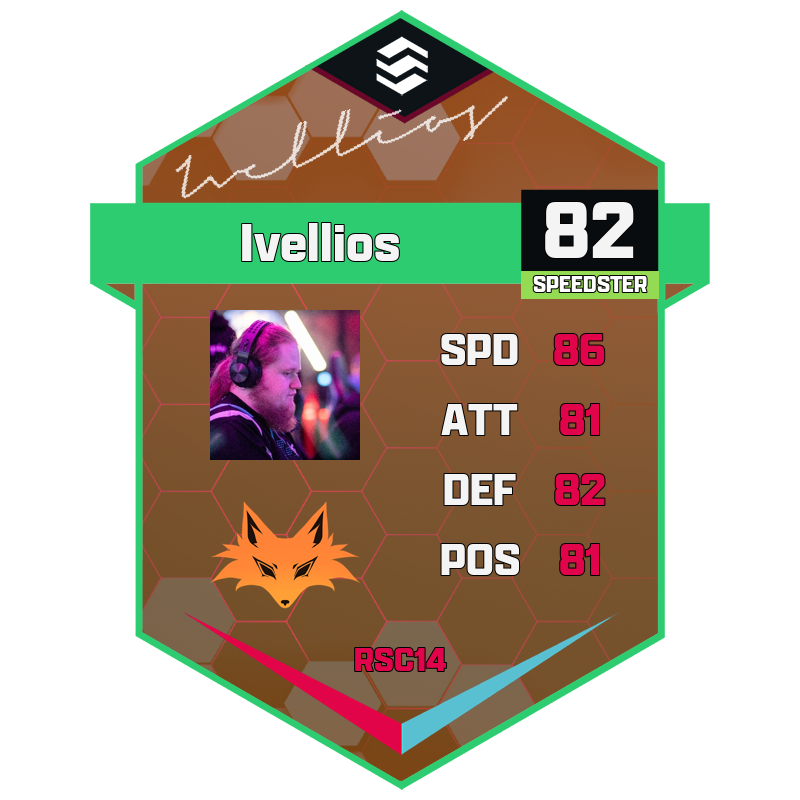 Ivellios
Ivellios
82
SPEEDSTER
SPD 86
ATT 81
DEF 82
POS 81
RSC14